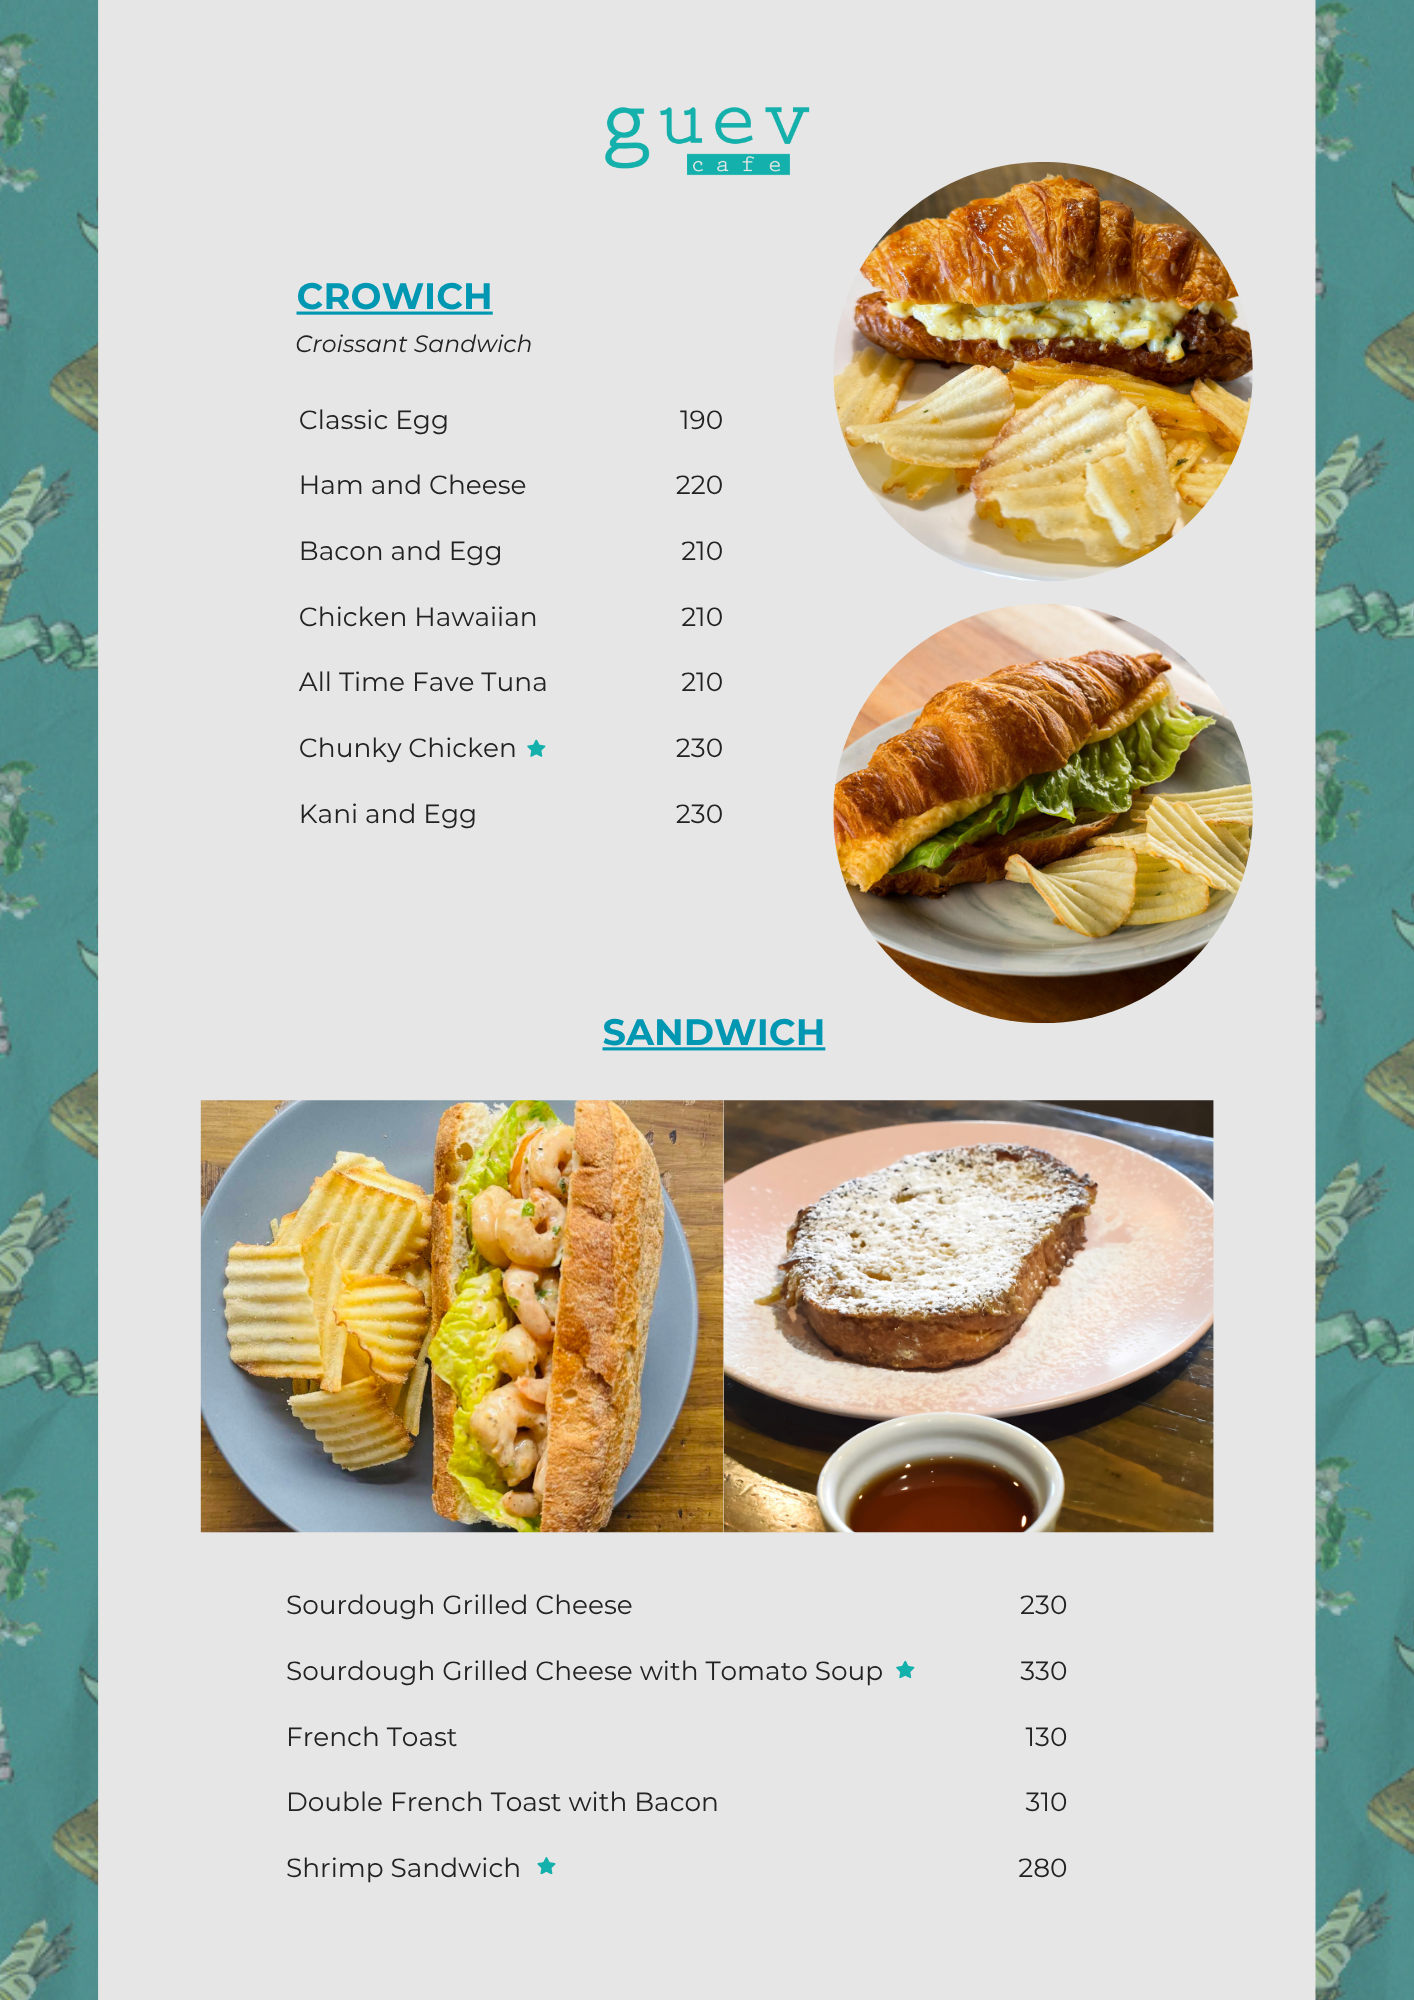 guev
cafe
CROWICH
Croissant Sandwich
Classic Egg 190
Ham and Cheese 220
Bacon and Egg 210
Chicken Hawaiian 210
All Time Fave Tuna 210
Chunky Chicken ★ 230
Kani and Egg 230
SANDWICH
Sourdough Grilled Cheese 230
Sourdough Grilled Cheese with Tomato Soup ★ 330
French Toast 130
Double French Toast with Bacon 310
Shrimp Sandwich ★ 280